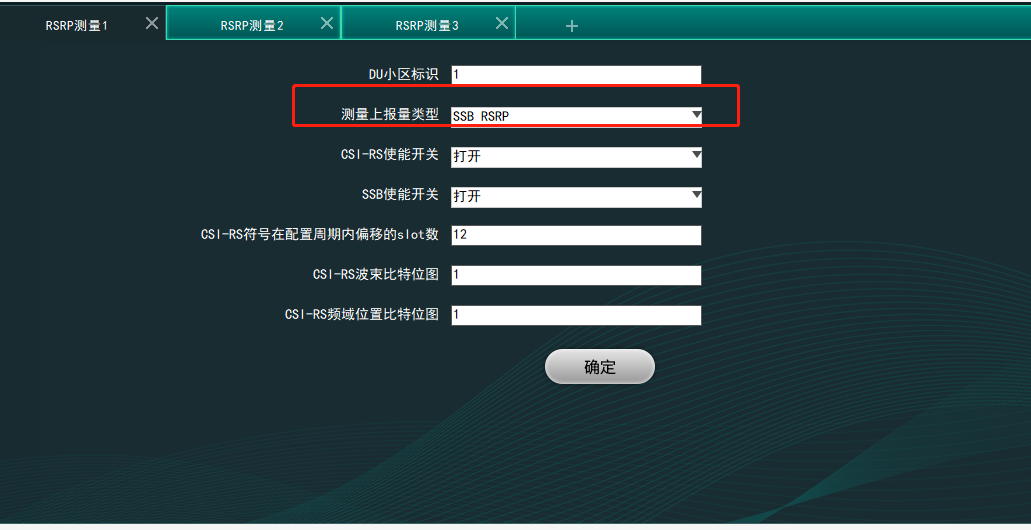 RSRP测量1 RSRP测量2 RSRP测量3
DU小区标识 1
测量上报量类型 SSB RSRP
CSI-RS使能开关 打开
SSB使能开关 打开
CSI-RS符号在配置周期内偏移的slot数 12
CSI-RS波束比特位图 1
CSI-RS频域位置比特位图 1
确定